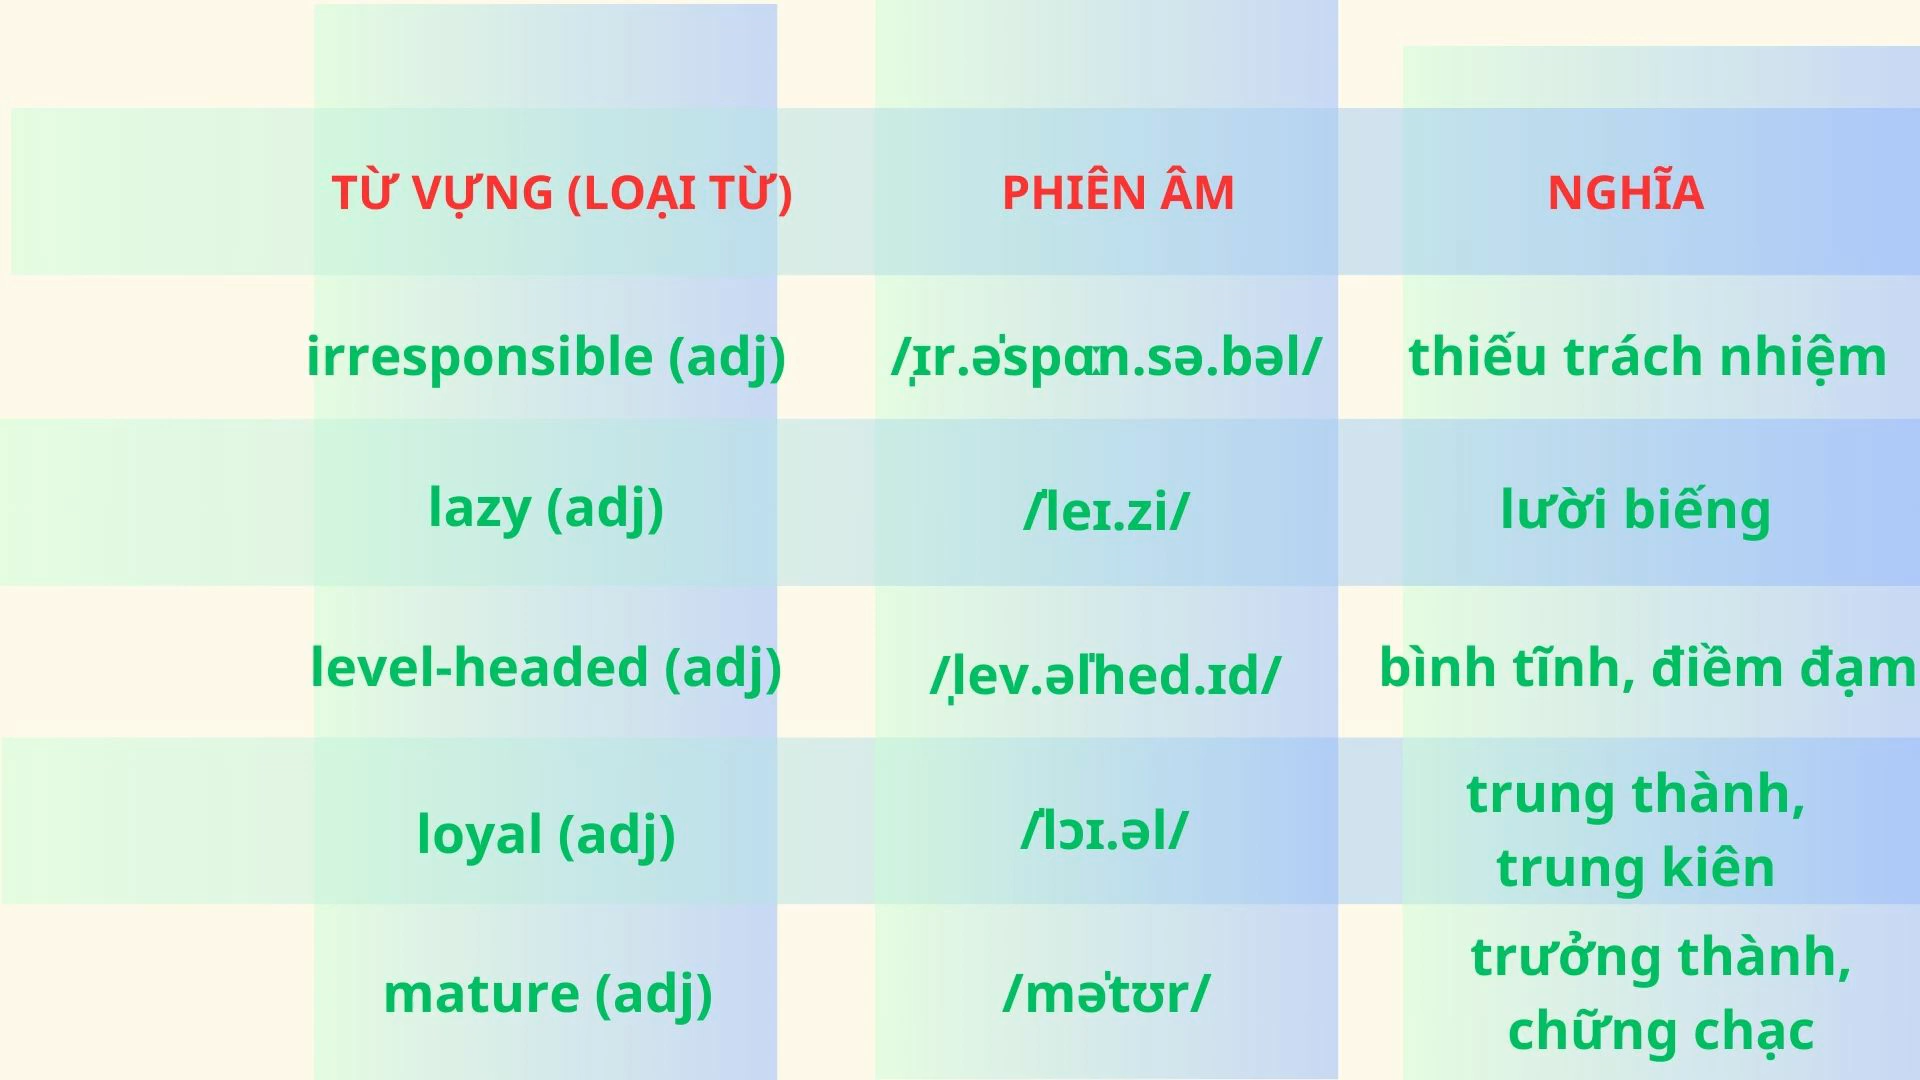 TỪ VỰNG (LOẠI TỪ) PHIÊN ÂM NGHĨA
irresponsible (adj) /ˌɪr.əˈspɑːn.sə.bəl/ thiếu trách nhiệm
lazy (adj) /ˈleɪ.zi/ lười biếng
level-headed (adj) /ˌlev.əlˈhed.ɪd/ bình tĩnh, điềm đạm
loyal (adj) /ˈlɔɪ.əl/ trung thành,
trung kiên
mature (adj) /məˈtʊr/ trưởng thành,
chững chạc